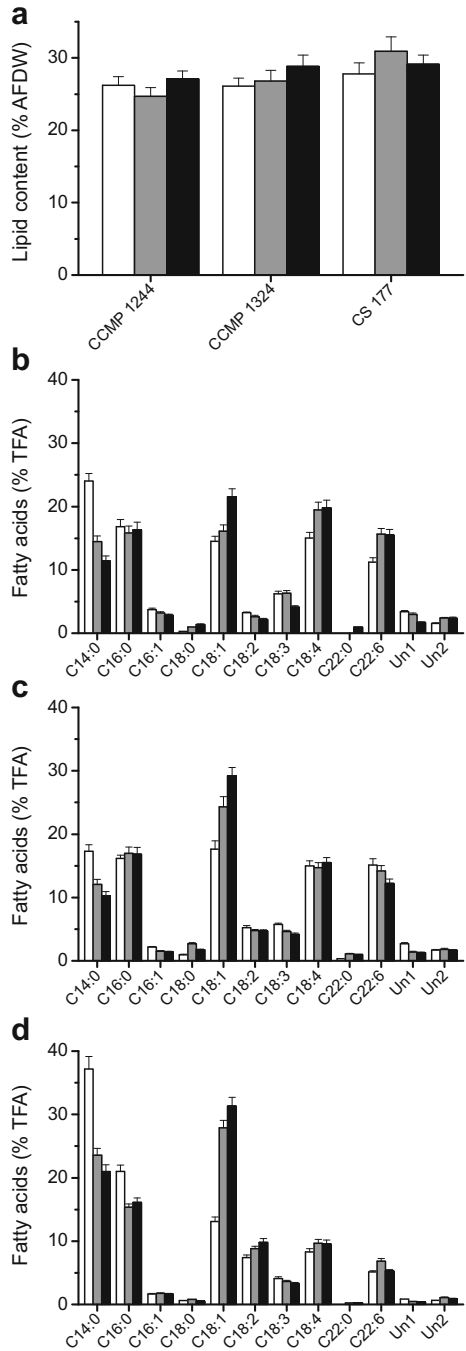 a
Lipid content (% AFDW)
30
20
10
0
CCMP 1244
CCMP 1324
CS 177
b
Fatty acids (% TFA)
40
30
20
10
0
C14:0
C16:0
C16:1
C18:0
C18:1
C18:2
C18:3
C18:4
C22:0
C22:6
Un1
Un2
c
Fatty acids (% TFA)
40
30
20
10
0
C14:0
C16:0
C16:1
C18:0
C18:1
C18:2
C18:3
C18:4
C22:0
C22:6
Un1
Un2
d
Fatty acids (% TFA)
40
30
20
10
0
C14:0
C16:0
C16:1
C18:0
C18:1
C18:2
C18:3
C18:4
C22:0
C22:6
Un1
Un2